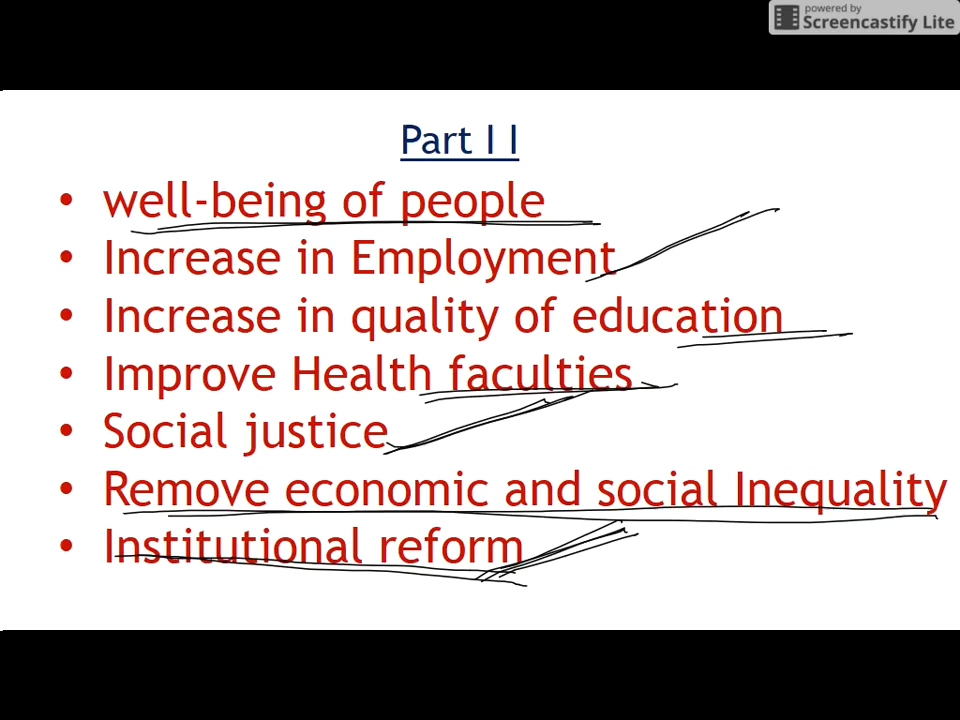 powered by
Screencastify Lite
Part I I
• well-being of people
• Increase in Employment
• Increase in quality of education
• Improve Health faculties
• Social justice
• Remove economic and social Inequality
• Institutional reform